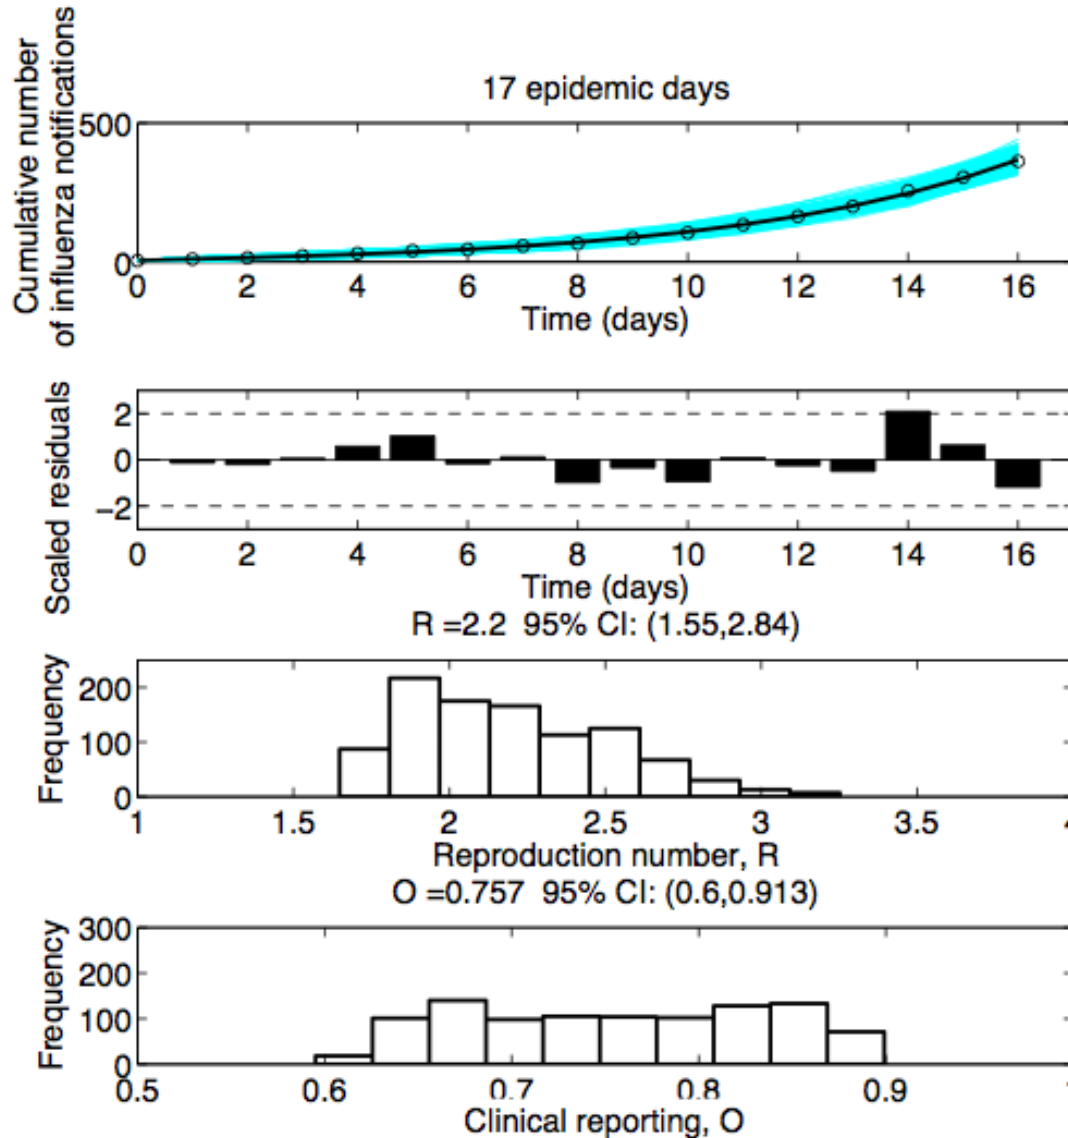 17 epidemic days
Cumulative number
of influenza notifications
500
0
0 2 4 6 8 10 12 14 16
Time (days)
Scaled residuals
2
0
−2
0 2 4 6 8 10 12 14 16
Time (days)
R =2.2 95% CI: (1.55,2.84)
Frequency
200
100
0
1 1.5 2 2.5 3 3.5 4
Reproduction number, R
O =0.757 95% CI: (0.6,0.913)
Frequency
300
200
100
0
0.5 0.6 0.7 0.8 0.9 1
Clinical reporting, O